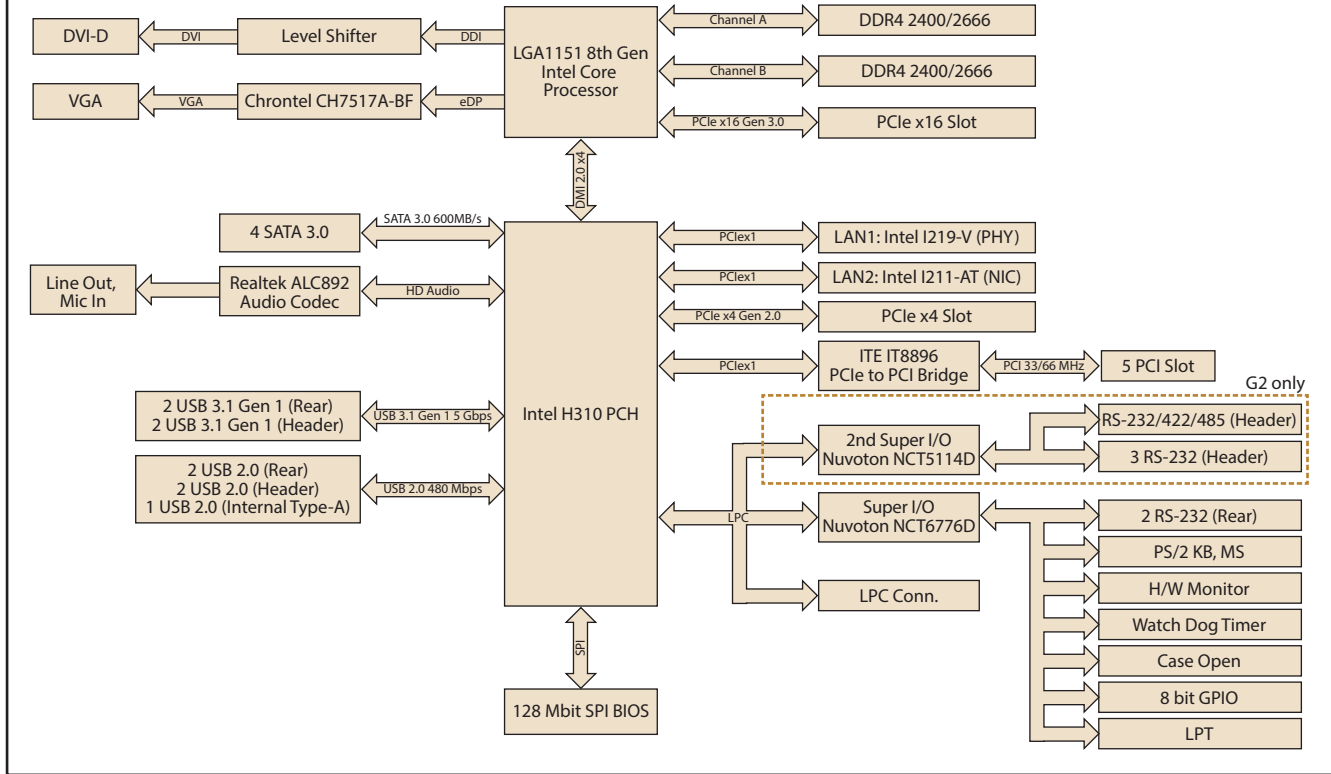 DVI-D
DVI
Level Shifter
DDI
LGA1151 8th Gen
Intel Core
Processor
Channel A
DDR4 2400/2666
Channel B
DDR4 2400/2666
VGA
VGA
Chrontel CH7517A-BF
eDP
PCIe x16 Gen 3.0
PCIe x16 Slot
DMI 2.0 x4
4 SATA 3.0
SATA 3.0 600MB/s
Line Out,
Mic In
Realtek ALC892
Audio Codec
HD Audio
Intel H310 PCH
PCIex1
LAN1: Intel I219-V (PHY)
PCIex1
LAN2: Intel I211-AT (NIC)
PCIe x4 Gen 2.0
PCIe x4 Slot
PCIex1
ITE IT8896
PCIe to PCI Bridge
PCI 33/66 MHz
5 PCI Slot
G2 only
2 USB 3.1 Gen 1 (Rear)
2 USB 3.1 Gen 1 (Header)
USB 3.1 Gen 1 5 Gbps
2nd Super I/O
Nuvoton NCT5114D
RS-232/422/485 (Header)
3 RS-232 (Header)
2 USB 2.0 (Rear)
2 USB 2.0 (Header)
1 USB 2.0 (Internal Type-A)
USB 2.0 480 Mbps
LPC
Super I/O
Nuvoton NCT6776D
2 RS-232 (Rear)
PS/2 KB, MS
H/W Monitor
LPC Conn.
Watch Dog Timer
Case Open
8 bit GPIO
LPT
SPI
128 Mbit SPI BIOS